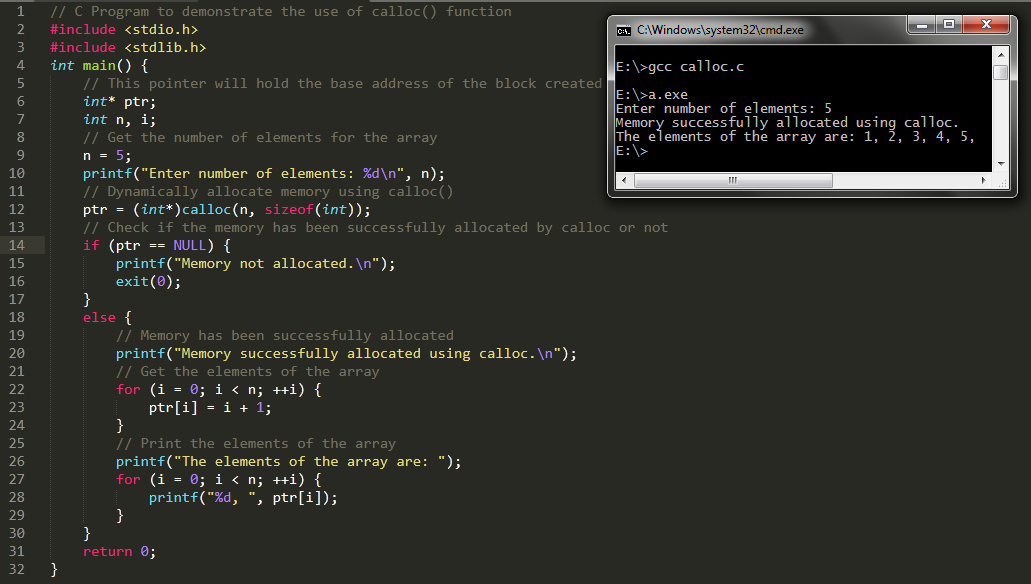 1 // C Program to demonstrate the use of calloc() function
2 #include <stdio.h>
3 #include <stdlib.h>
4 int main() {
5 // This pointer will hold the base address of the block created
6 int* ptr;
7 int n, i;
8 // Get the number of elements for the array
9 n = 5;
10 printf("Enter number of elements: %d\n", n);
11 // Dynamically allocate memory using calloc()
12 ptr = (int*)calloc(n, sizeof(int));
13 // Check if the memory has been successfully allocated by calloc or not
14 if (ptr == NULL) {
15 printf("Memory not allocated.\n");
16 exit(0);
17 }
18 else {
19 // Memory has been successfully allocated
20 printf("Memory successfully allocated using calloc.\n");
21 // Get the elements of the array
22 for (i = 0; i < n; ++i) {
23 ptr[i] = i + 1;
24 }
25 // Print the elements of the array
26 printf("The elements of the array are: ");
27 for (i = 0; i < n; ++i) {
28 printf("%d, ", ptr[i]);
29 }
30 }
31 return 0;
32 }
C:\Windows\system32\cmd.exe
E:\>gcc calloc.c
E:\>a.exe
Enter number of elements: 5
Memory successfully allocated using calloc.
The elements of the array are: 1, 2, 3, 4, 5,
E:\>